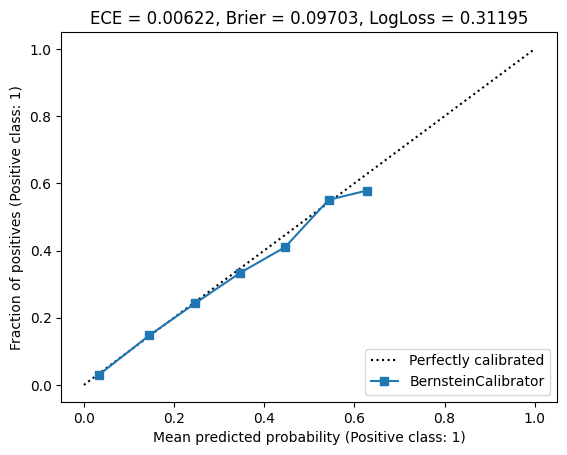 ECE = 0.00622, Brier = 0.09703, LogLoss = 0.31195
1.0
0.8
0.6
0.4
0.2
0.0
Fraction of positives (Positive class: 1)
Perfectly calibrated
BernsteinCalibrator
0.0 0.2 0.4 0.6 0.8 1.0
Mean predicted probability (Positive class: 1)